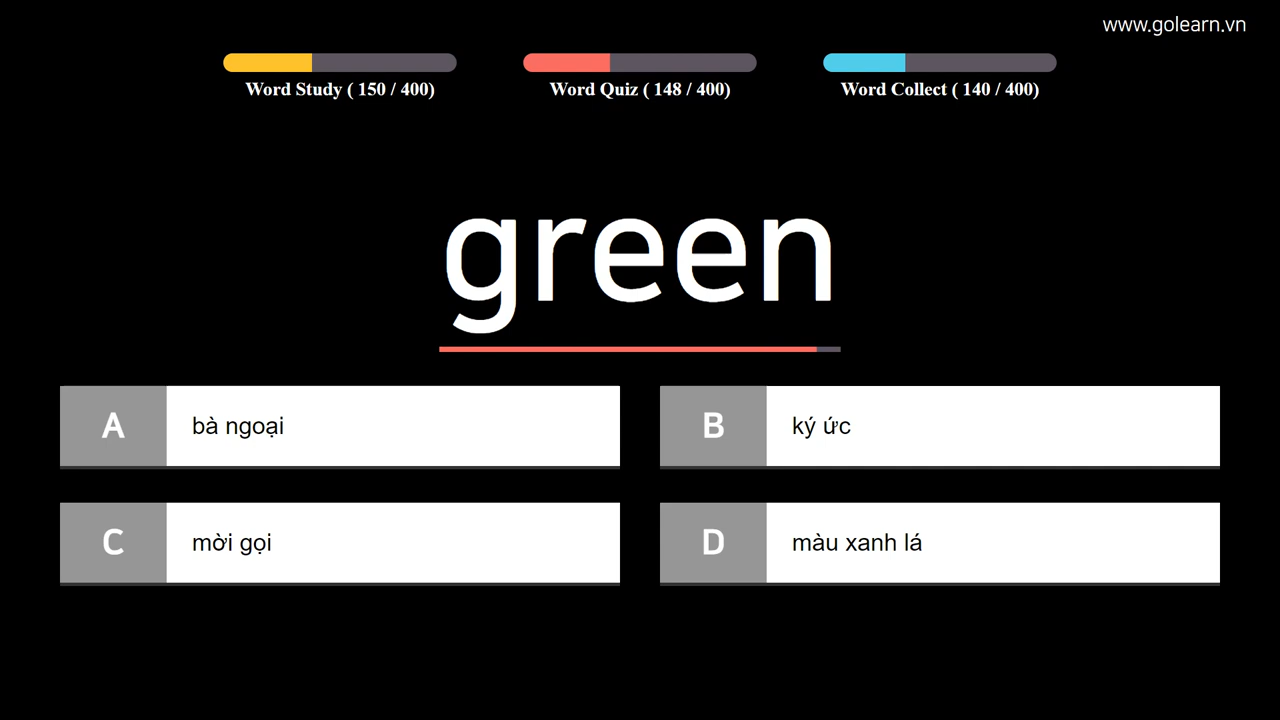 www.golearn.vn
Word Study ( 150 / 400)
Word Quiz ( 148 / 400)
Word Collect ( 140 / 400)
green
A bà ngoại
B ký ức
C mời gọi
D màu xanh lá